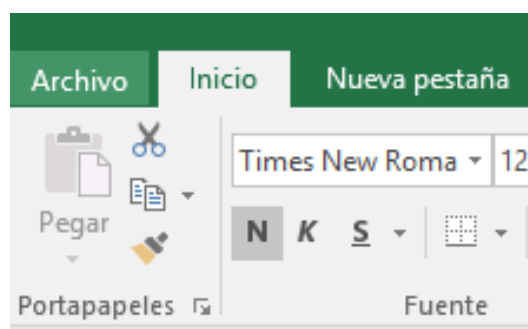 Archivo Inicio Nueva pestaña
Times New Roma 12
Pegar N K S
Portapapeles Fuente